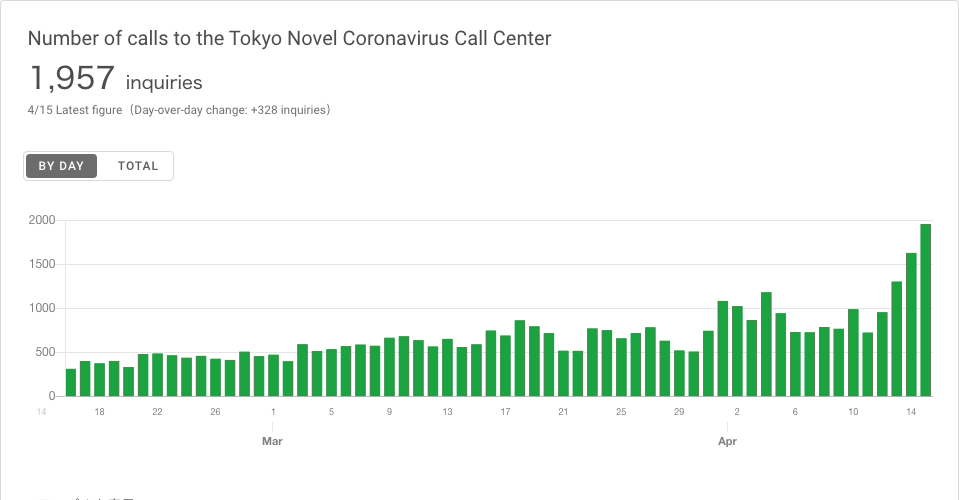 Number of calls to the Tokyo Novel Coronavirus Call Center
1,957 inquiries
4/15 Latest figure（Day-over-day change: +328 inquiries）
BY DAY TOTAL
2000
1500
1000
500
0
14 18 22 26 1 5 9 13 17 21 25 29 2 6 10 14
Mar Apr